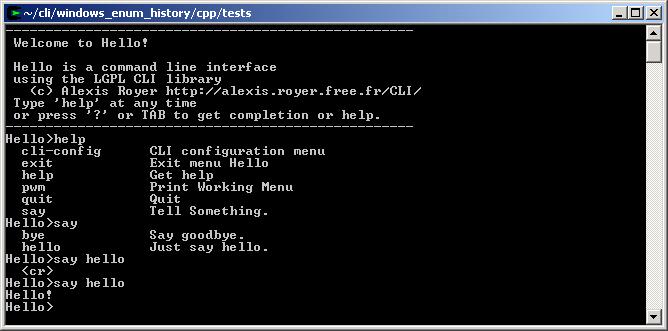 ~/cli/windows_enum_history/cpp/tests
---------------------------------------------------
Welcome to Hello!

Hello is a command line interface
using the LGPL CLI library
  (c) Alexis Royer http://alexis.royer.free.fr/CLI/
Type 'help' at any time
or press '?' or TAB to get completion or help.
---------------------------------------------------
Hello>help
  cli-config      CLI configuration menu
  exit            Exit menu Hello
  help            Get help
  pwm             Print Working Menu
  quit            Quit
  say             Tell Something.
Hello>say
  bye             Say goodbye.
  hello           Just say hello.
Hello>say hello
  <cr>
Hello>say hello
Hello!
Hello>